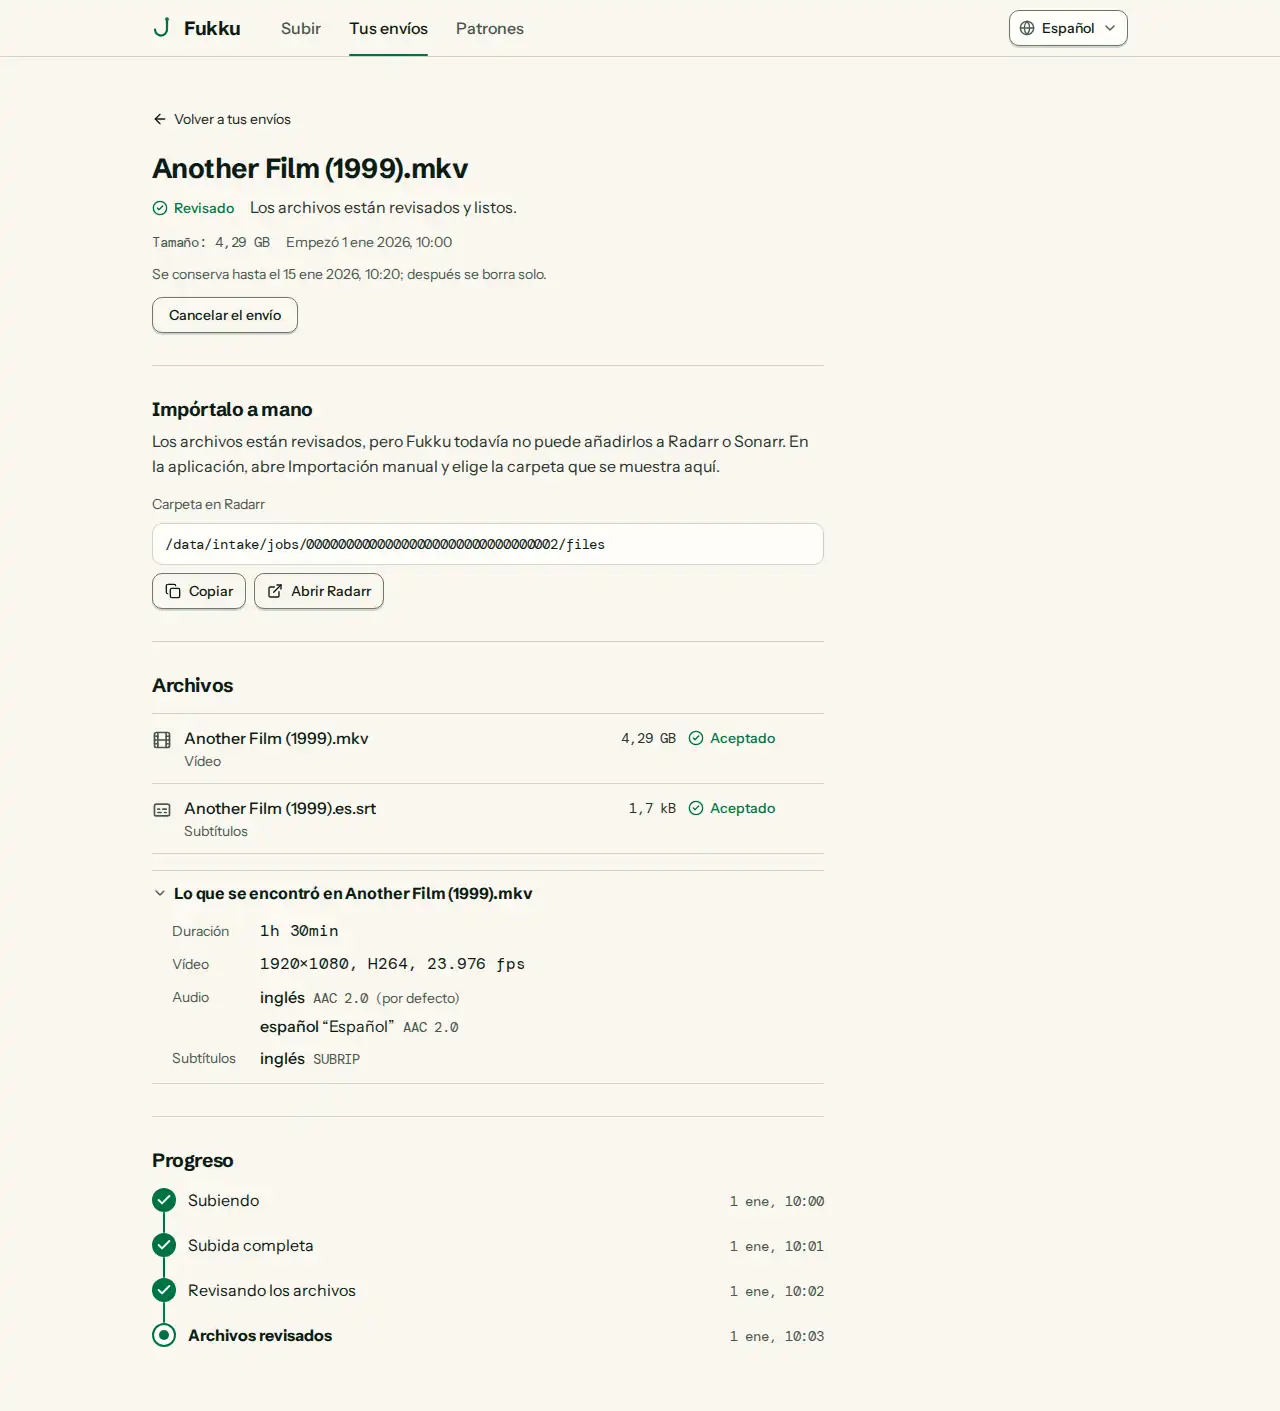 Fukku
Subir
Tus envíos
Patrones
Español
Volver a tus envíos
Another Film (1999).mkv
Revisado
Los archivos están revisados y listos.
Tamaño: 4,29 GB
Empezó 1 ene 2026, 10:00
Se conserva hasta el 15 ene 2026, 10:20; después se borra solo.
Cancelar el envío
Impórtalo a mano
Los archivos están revisados, pero Fukku todavía no puede añadirlos a Radarr o Sonarr. En
la aplicación, abre Importación manual y elige la carpeta que se muestra aquí.
Carpeta en Radarr
/data/intake/jobs/00000000000000000000000000000002/files
Copiar
Abrir Radarr
Archivos
Another Film (1999).mkv
4,29 GB
Aceptado
Vídeo
Another Film (1999).es.srt
1,7 kB
Aceptado
Subtítulos
Lo que se encontró en Another Film (1999).mkv
Duración
1h 30min
Vídeo
1920×1080, H264, 23.976 fps
Audio
inglés AAC 2.0 (por defecto)
español “Español” AAC 2.0
Subtítulos
inglés SUBRIP
Progreso
Subiendo
1 ene, 10:00
Subida completa
1 ene, 10:01
Revisando los archivos
1 ene, 10:02
Archivos revisados
1 ene, 10:03